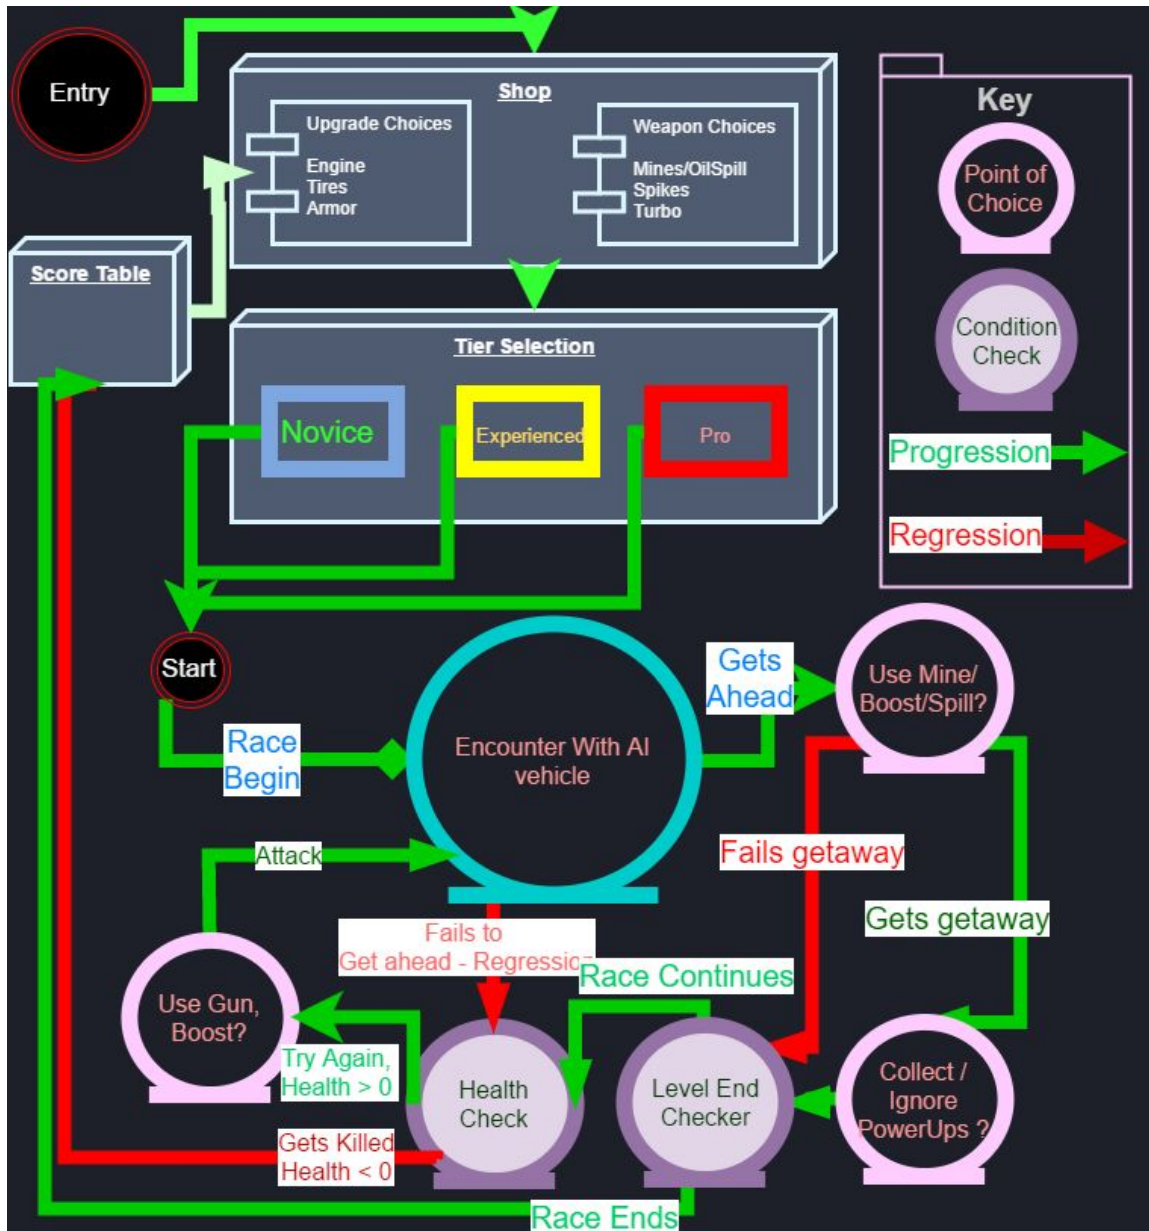 Entry
Shop
Upgrade Choices
Engine
Tires
Armor
Weapon Choices
Mines/OilSpill
Spikes
Turbo
Key
Point of
Choice
Condition
Check
Progression
Regression
Score Table
Tier Selection
Novice
Experienced
Pro
Start
Race
Begin
Encounter With AI
vehicle
Gets
Ahead
Use Mine/
Boost/Spill?
Attack
Fails getaway
Gets getaway
Fails to
Get ahead - Regression
Race Continues
Use Gun,
Boost?
Try Again,
Health > 0
Health
Check
Level End
Checker
Collect /
Ignore
PowerUps ?
Gets Killed
Health < 0
Race Ends